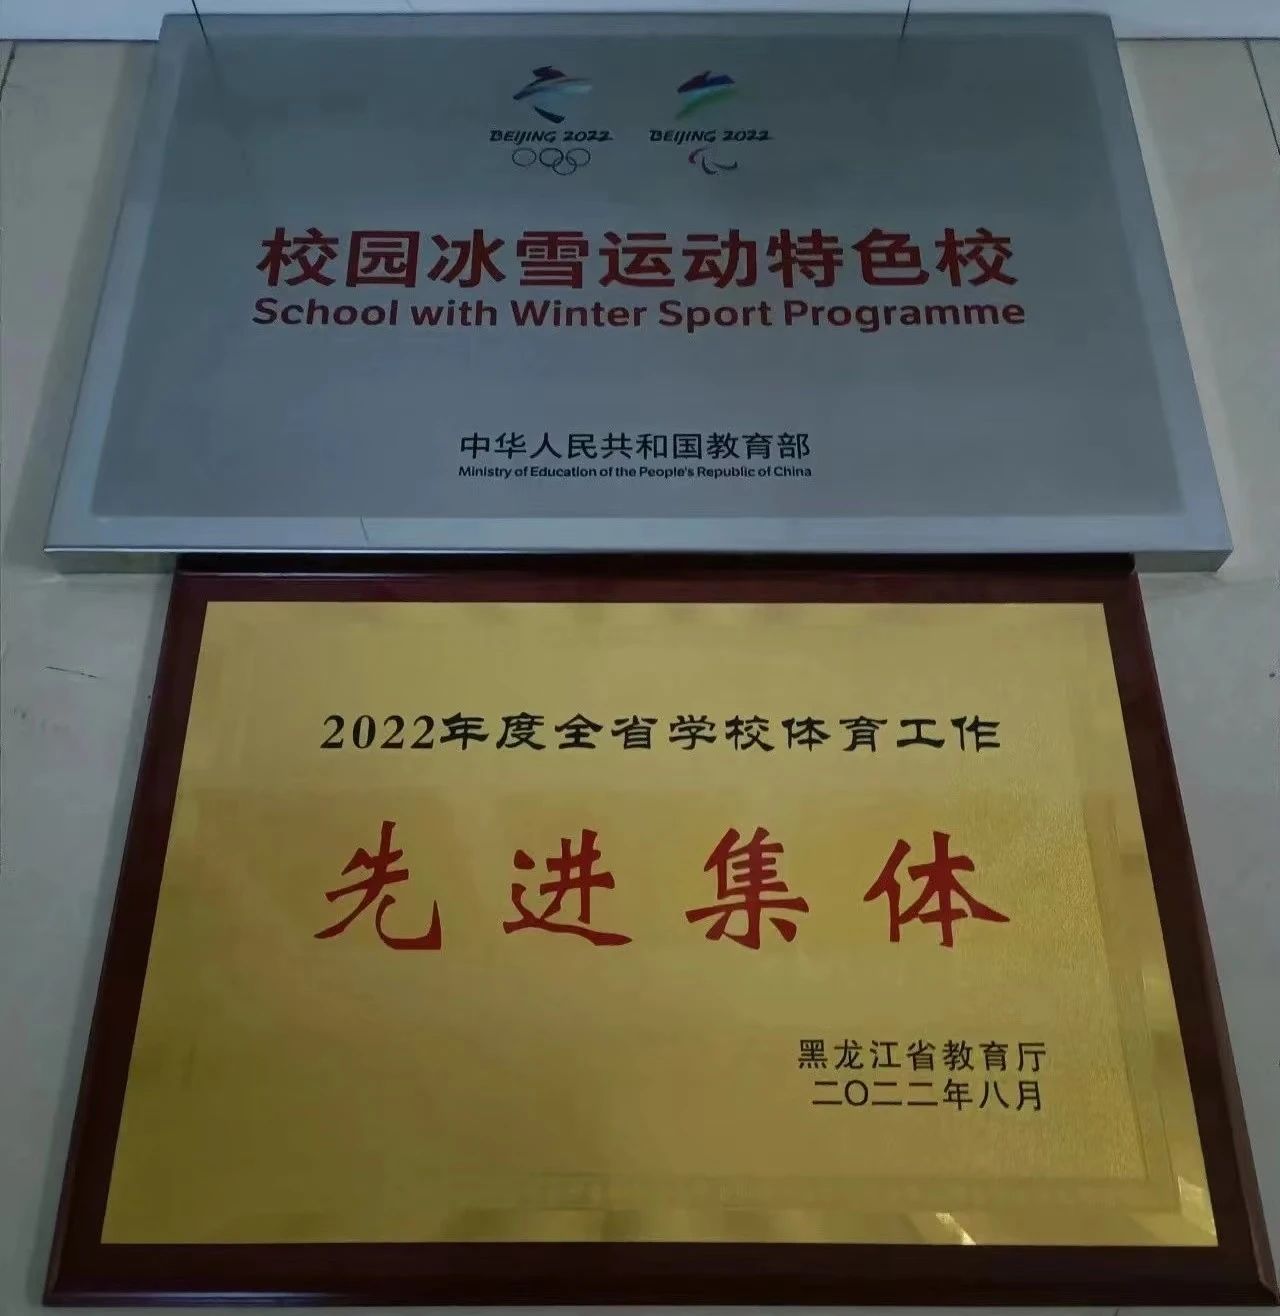 BEIJING 2022 BEIJING 2022
校园冰雪运动特色校
School with Winter Sport Programme
中华人民共和国教育部
Ministry of Education of the People's Republic of China
2022年度全省学校体育工作
先进集体
黑龙江省教育厅
二〇二二年八月